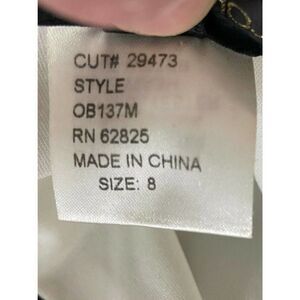 CUT# 29473
STYLE
OB137M
RN 62825
MADE IN CHINA
SIZE: 8